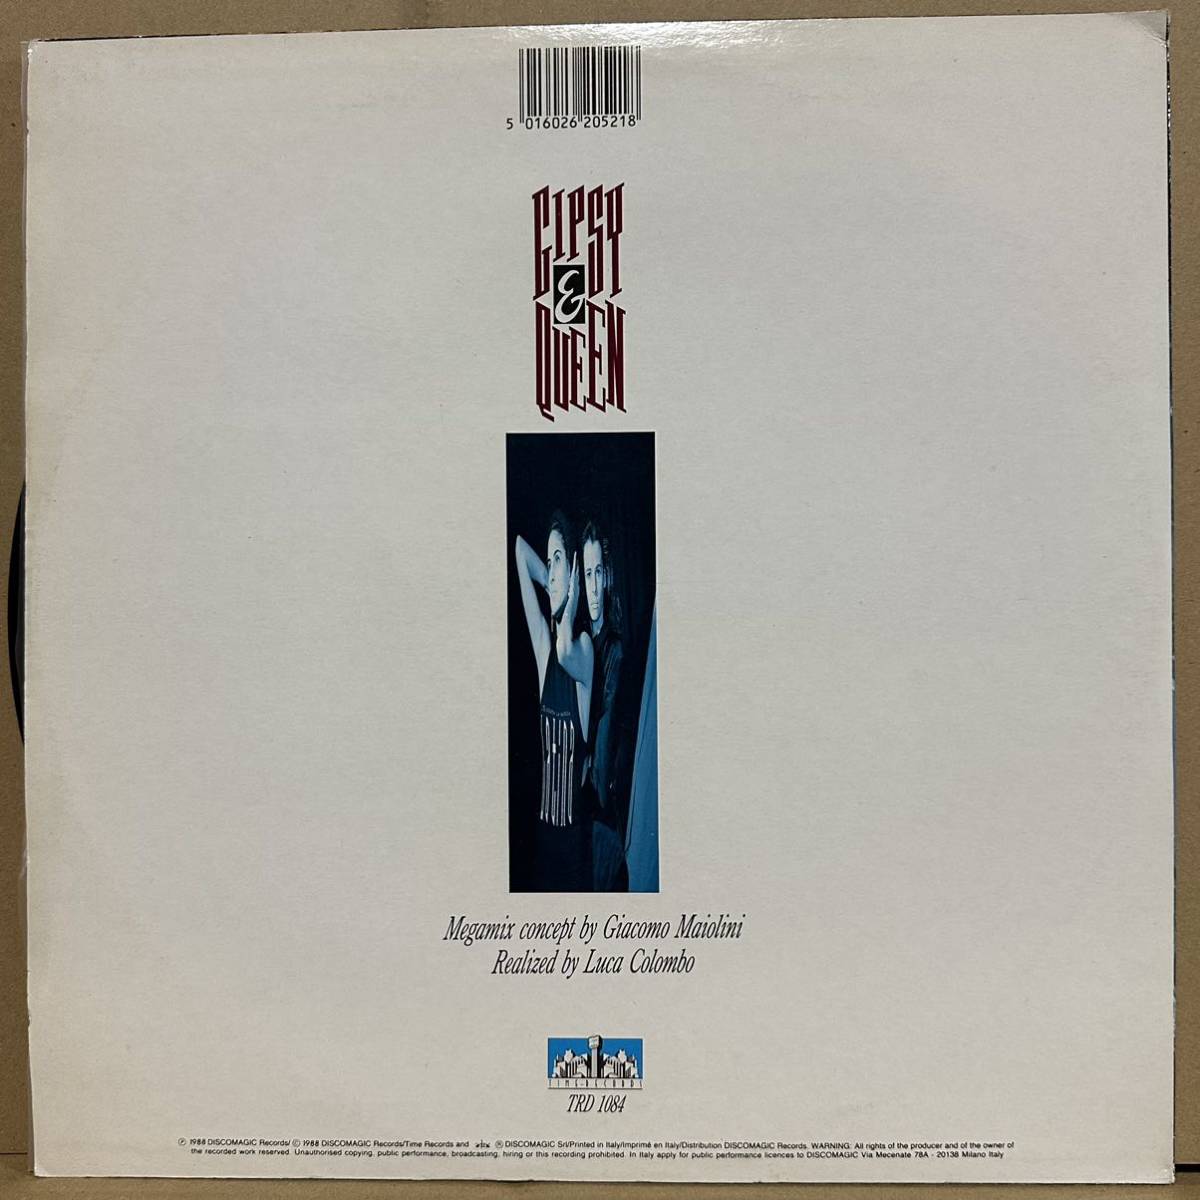 5 016026 205218
GIPSY
&
QUEEN
Megamix concept by Giacomo Maiolini
Realized by Luca Colombo
TIME-RECORDS
TRD 1084
Ⓟ 1988 DISCOMAGIC Records/ © 1988 DISCOMAGIC Records/Time Records and Ⓡ DISCOMAGIC Srl/Printed in Italy/Imprimé en Italy/Distribution DISCOMAGIC Records. WARNING: All rights of the producer and of the owner of
the recorded work reserved. Unauthorised copying, public performance, broadcasting, hiring or this recording prohibited. In Italy apply for public performance licences to DISCOMAGIC Via Mecenate 78A - 20138 Milano Italy